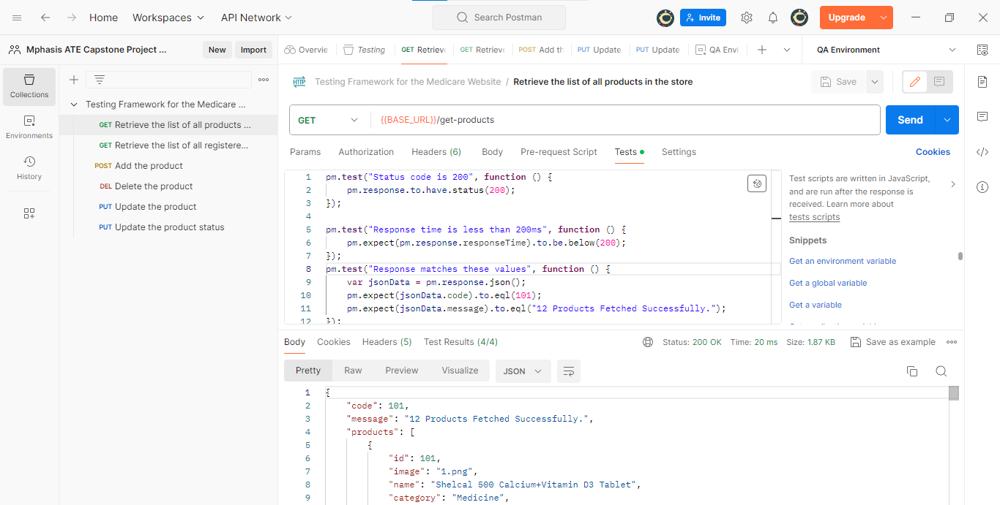 Home Workspaces API Network Search Postman Invite Upgrade
Mphasis ATE Capstone Project ... New Import
Overvie Testing GET Retriev GET Retrieve POST Add th PUT Update PUT Update QA Envi QA Environment
Collections
Environments
History
Testing Framework for the Medicare ...
GET Retrieve the list of all products ...
GET Retrieve the list of all registere...
POST Add the product
DEL Delete the product
PUT Update the product
PUT Update the product status
HTTP Testing Framework for the Medicare Website / Retrieve the list of all products in the store Save
GET {{BASE_URL}}/get-products Send
Params Authorization Headers (6) Body Pre-request Script Tests Settings Cookies
1 pm.test("Status code is 200", function () {
2 pm.response.to.have.status(200);
3 });
4
5 pm.test("Response time is less than 200ms", function () {
6 pm.expect(pm.response.responseTime).to.be.below(200);
7 });
8 pm.test("Response matches these values", function () {
9 var jsonData = pm.response.json();
10 pm.expect(jsonData.code).to.eql(101);
11 pm.expect(jsonData.message).to.eql("12 Products Fetched Successfully.");
12 });
Test scripts are written in JavaScript,
and are run after the response is
received. Learn more about
tests scripts
Snippets
Get an environment variable
Get a global variable
Get a variable
Body Cookies Headers (5) Test Results (4/4) Status: 200 OK Time: 20 ms Size: 1.87 KB Save as example
Pretty Raw Preview Visualize JSON
1 {
2 "code": 101,
3 "message": "12 Products Fetched Successfully.",
4 "products": [
5 {
6 "id": 101,
7 "image": "1.png",
8 "name": "Shelcal 500 Calcium+Vitamin D3 Tablet",
9 "category": "Medicine",